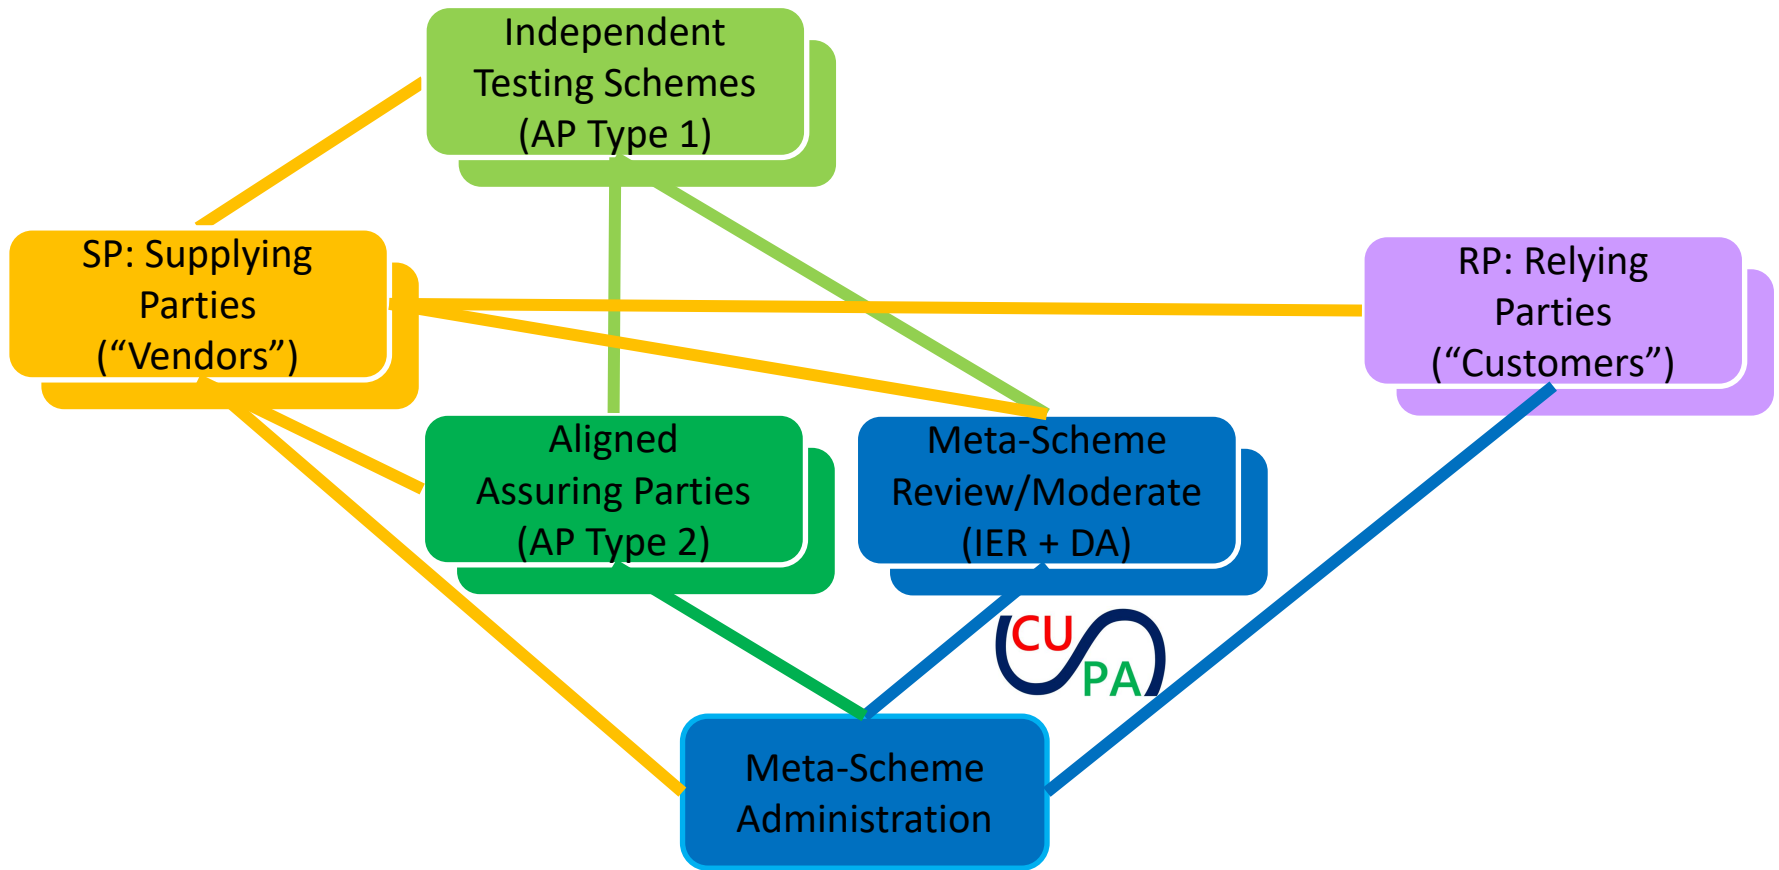 Independent
Testing Schemes
(AP Type 1)
SP: Supplying
Parties
(“Vendors”)
RP: Relying
Parties
(“Customers”)
Aligned
Assuring Parties
(AP Type 2)
Meta-Scheme
Review/Moderate
(IER + DA)
CU
PA
Meta-Scheme
Administration